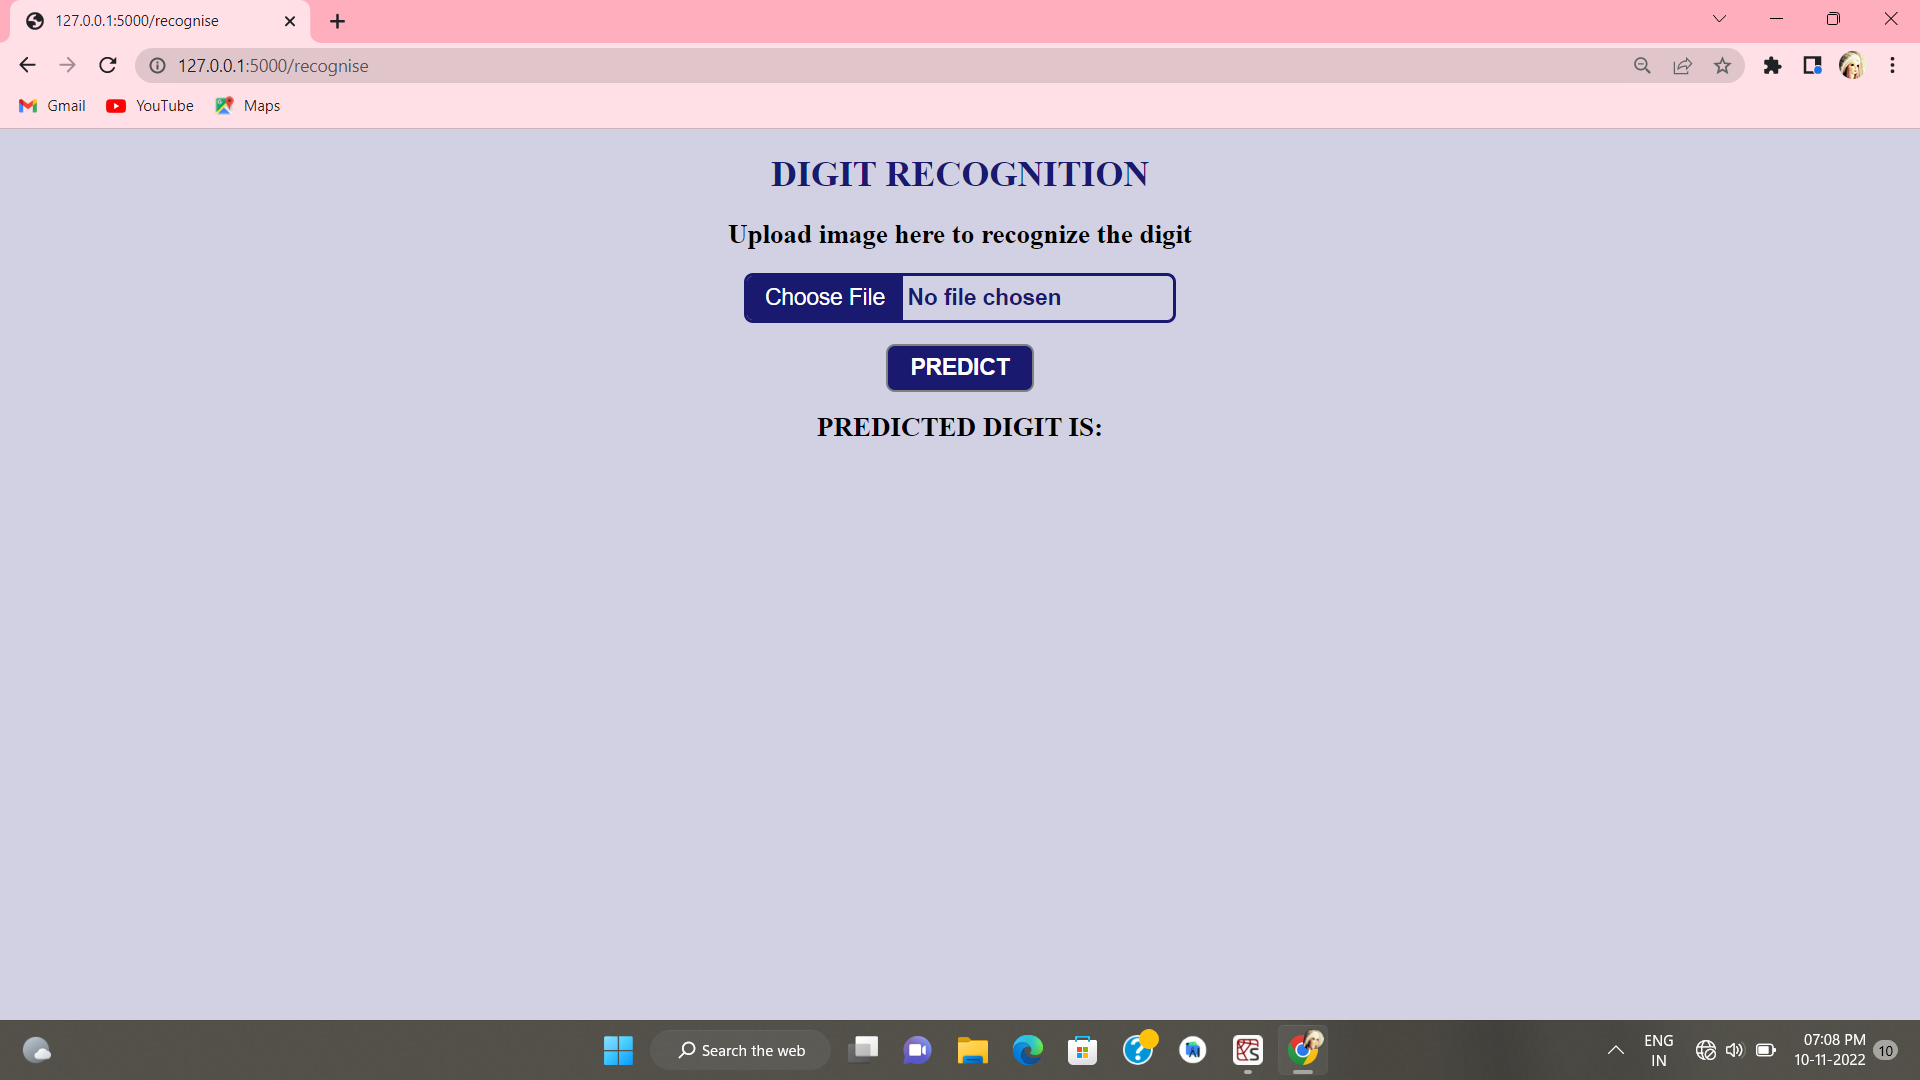 127.0.0.1:5000/recognise
127.0.0.1:5000/recognise
Gmail YouTube Maps
DIGIT RECOGNITION
Upload image here to recognize the digit
Choose File No file chosen
PREDICT
PREDICTED DIGIT IS:
Search the web
ENG
IN
07:08 PM
10-11-2022
10